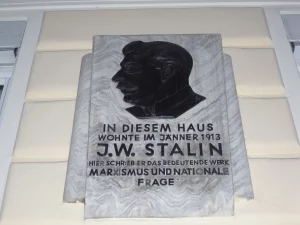 IN DIESEM HAUS
WOHNTE IM JÄNNER 1913
J.W. STALIN
HIER SCHRIEB ER DAS BEDEUTENDE WERK
MARXISMUS UND NATIONALE
FRAGE